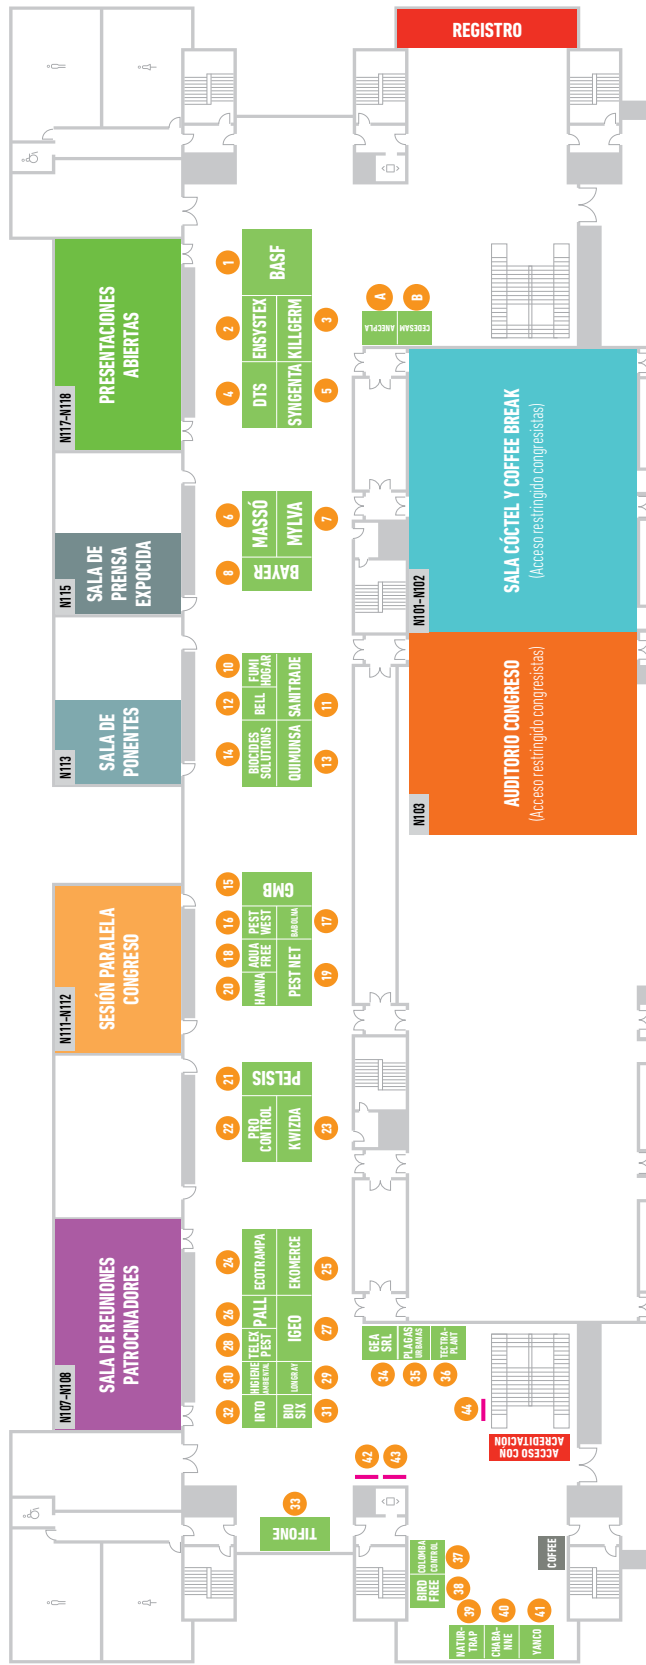 REGISTRO
1
BASF
2
ENSYSTEX
KILLGERM
3
A
ANECPLA
B
CEDESAM
4
DTS
SYNGENTA
5
PRESENTACIONES
ABIERTAS
N117-N118
6
MASSÓ
MYLVA
7
8
BAYER
SALA DE
PRENSA
EXPOCIDA
N115
SALA CÓCTEL Y COFFEE BREAK
(Acceso restringido congresistas)
N101-N102
10
FUMI
HOGAR
12
BELL
SANITRADE
11
14
BIOCIDES
SOLUTIONS
QUIMUNSA
13
SALA DE
PONENTES
N113
AUDITORIO CONGRESO
(Acceso restringido congresistas)
N103
15
GMB
16
PEST
WEST
BABOLNA
17
18
AQUA
FREE
20
HANNA
PEST NET
19
SESIÓN PARALELA
CONGRESO
N111-N112
21
PELSIS
22
PRO
CONTROL
KWIZDA
23
24
ECOTRAMPA
EKOMERCE
25
26
PALL
IGEO
27
28
TELEX
PEST
30
HIGIENE
AMBIENTAL
LONGRAY
29
32
IRTO
BIO
SIX
31
SALA DE REUNIONES
PATROCINADORES
N107-N108
GEA
SRL
34
PLAGAS
URBANAS
35
TECTRA-
PLANT
36
44
ACCESO CON
ACREDITACIÓN
42
43
33
TIFONE
COLOMBA
CONTROL
37
BIRD
FREE
38
COFFEE
39
NATUR-
TRAP
40
CHABA-
NNE
41
YANCO